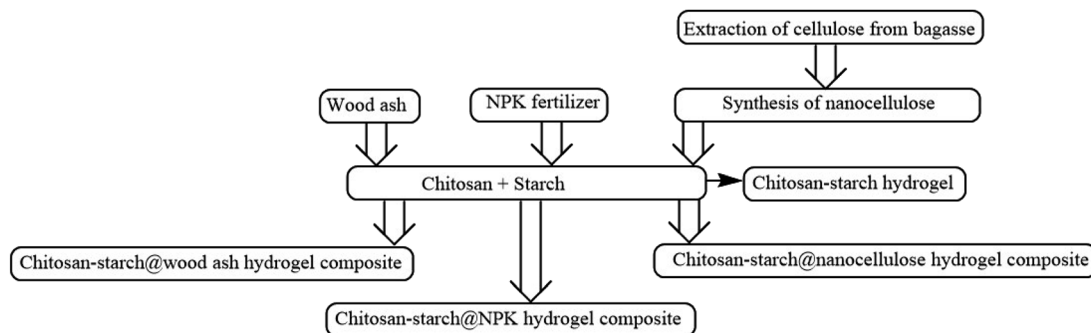 Extraction of cellulose from bagasse
Wood ash
NPK fertilizer
Synthesis of nanocellulose
Chitosan + Starch
Chitosan-starch hydrogel
Chitosan-starch@wood ash hydrogel composite
Chitosan-starch@nanocellulose hydrogel composite
Chitosan-starch@NPK hydrogel composite